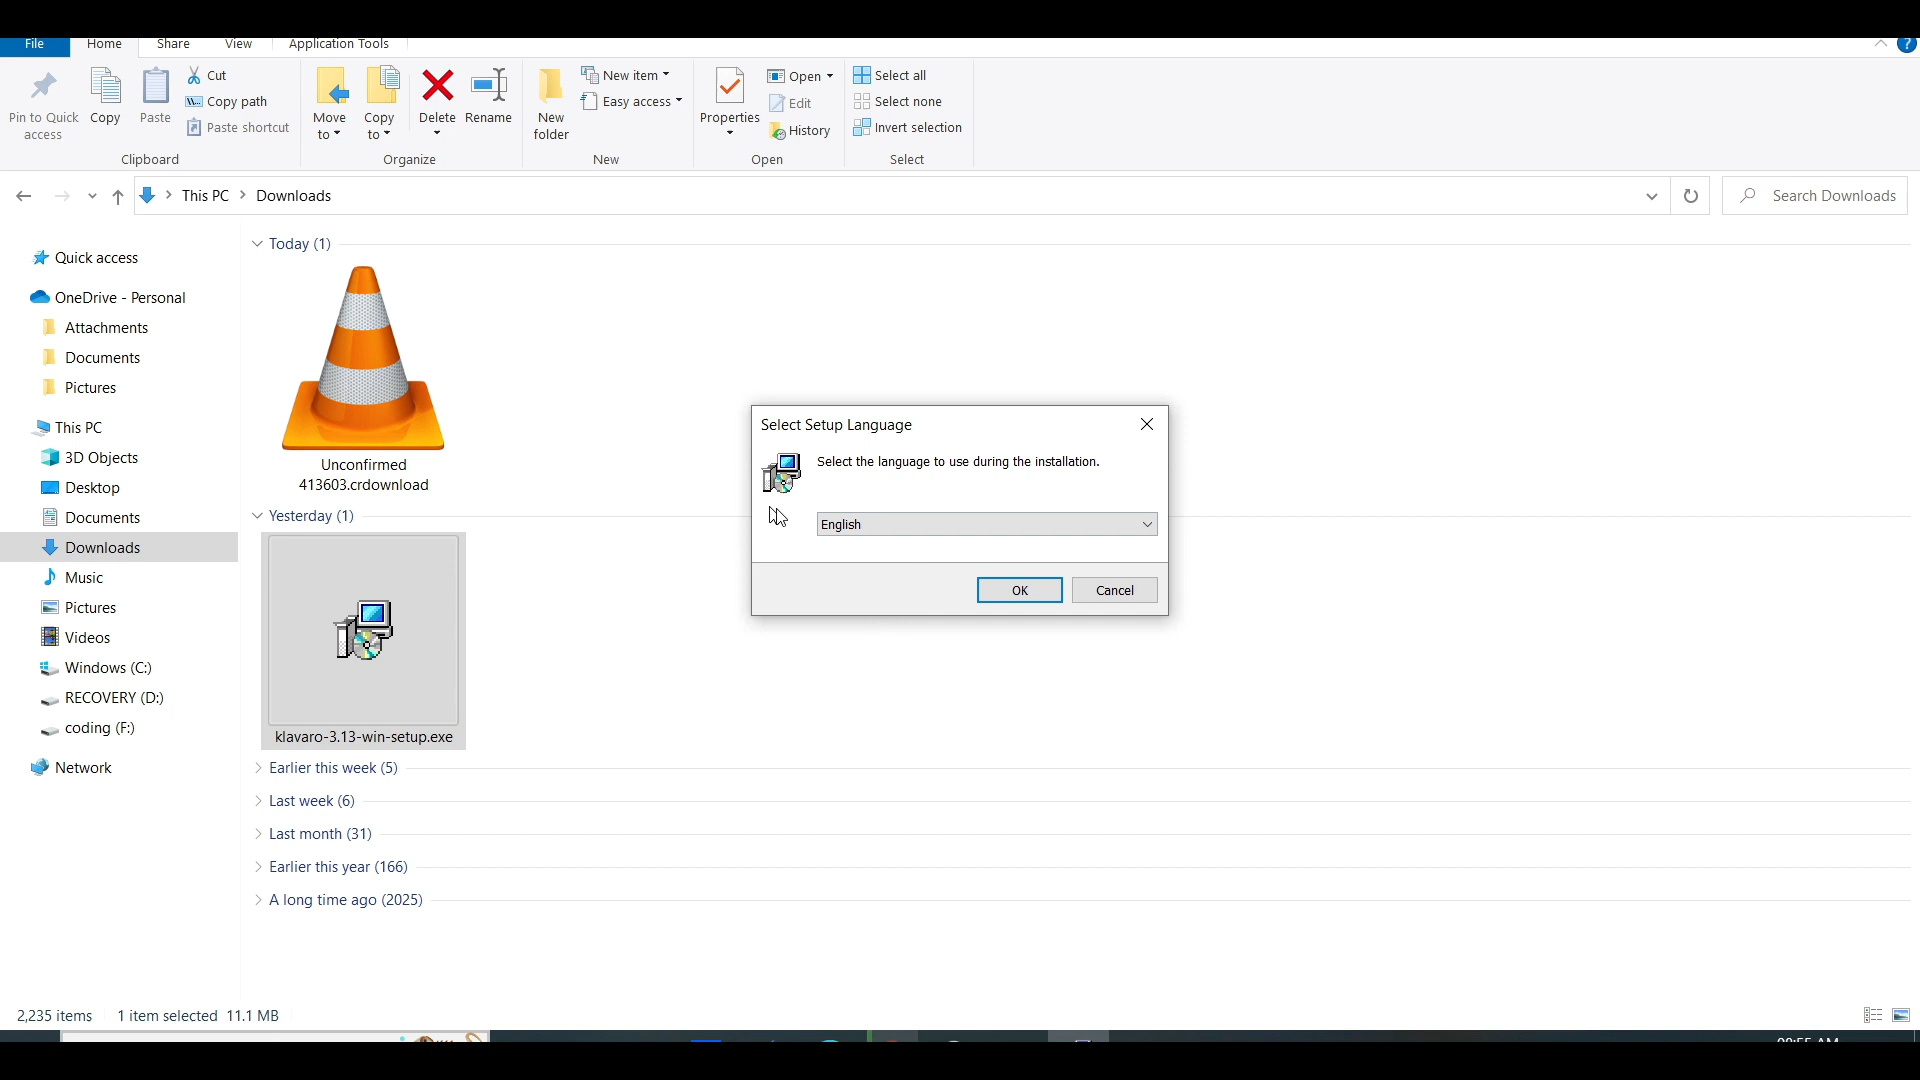 File Home Share View Application Tools
Cut
Copy path
Paste shortcut
Pin to Quick
access
Copy
Paste
Clipboard
Move
to
Copy
to
Delete
Rename
Organize
New
folder
New item
Easy access
New
Properties
Open
Edit
History
Open
Select all
Select none
Invert selection
Select
This PC > Downloads
Search Downloads
Quick access
OneDrive - Personal
Attachments
Documents
Pictures
This PC
3D Objects
Desktop
Documents
Downloads
Music
Pictures
Videos
Windows (C:)
RECOVERY (D:)
coding (F:)
Network
Today (1)
Unconfirmed
413603.crdownload
Yesterday (1)
klavaro-3.13-win-setup.exe
Earlier this week (5)
Last week (6)
Last month (31)
Earlier this year (166)
A long time ago (2025)
Select Setup Language
Select the language to use during the installation.
English
OK Cancel
2,235 items 1 item selected 11.1 MB